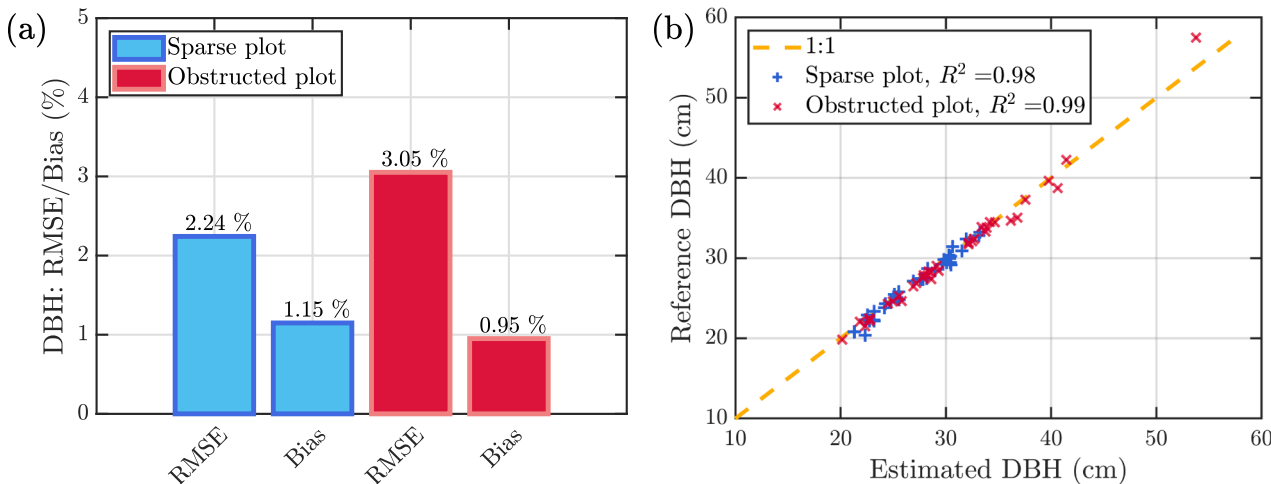 (a)
DBH: RMSE/Bias (%)
5
4
3
2
1
0
Sparse plot
Obstructed plot
2.24 %
1.15 %
3.05 %
0.95 %
RMSE
Bias
RMSE
Bias
(b)
Reference DBH (cm)
60
50
40
30
20
10
1:1
Sparse plot, R² =0.98
Obstructed plot, R² =0.99
10
20
30
40
50
60
Estimated DBH (cm)